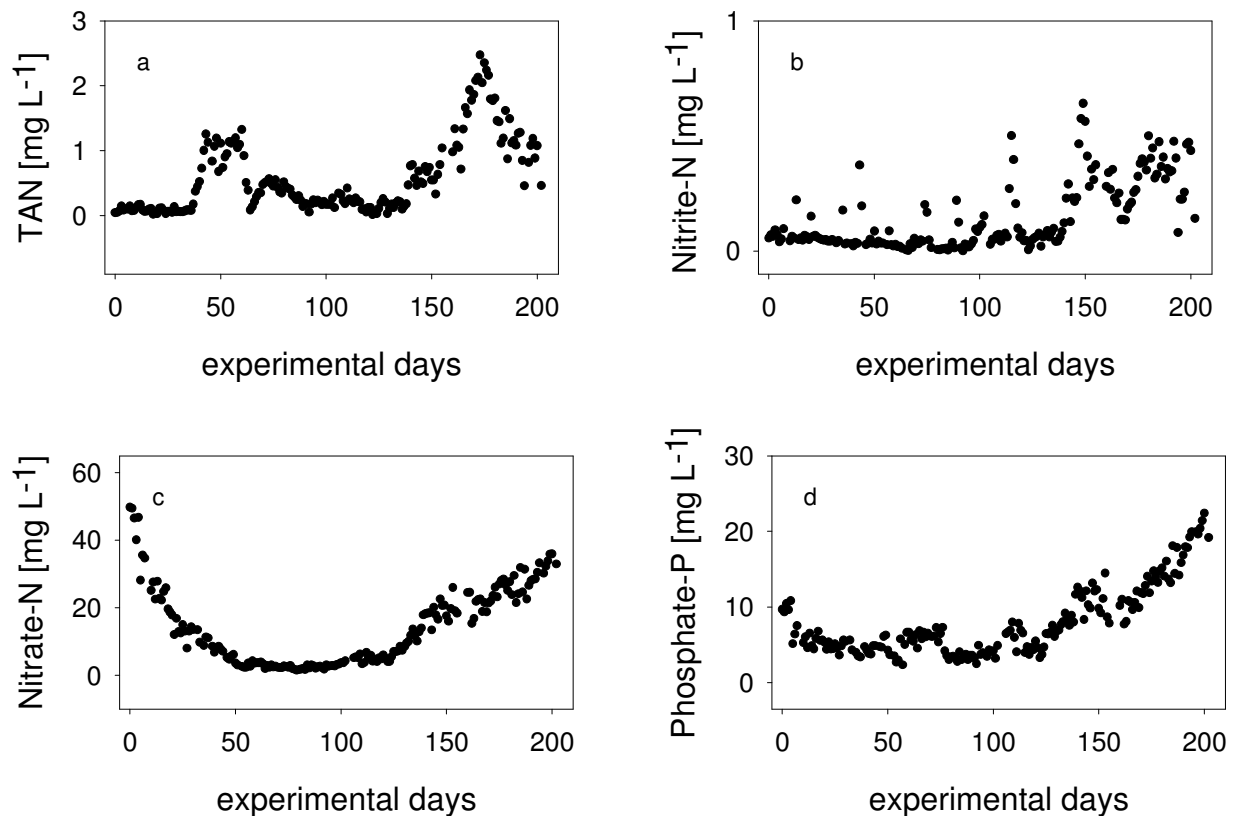 TAN [mg L-1]
3
2
1
0
a
0 50 100 150 200
experimental days
Nitrite-N [mg L-1]
1
0
b
0 50 100 150 200
experimental days
Nitrate-N [mg L-1]
60
40
20
0
c
0 50 100 150 200
experimental days
Phosphate-P [mg L-1]
30
20
10
0
d
0 50 100 150 200
experimental days